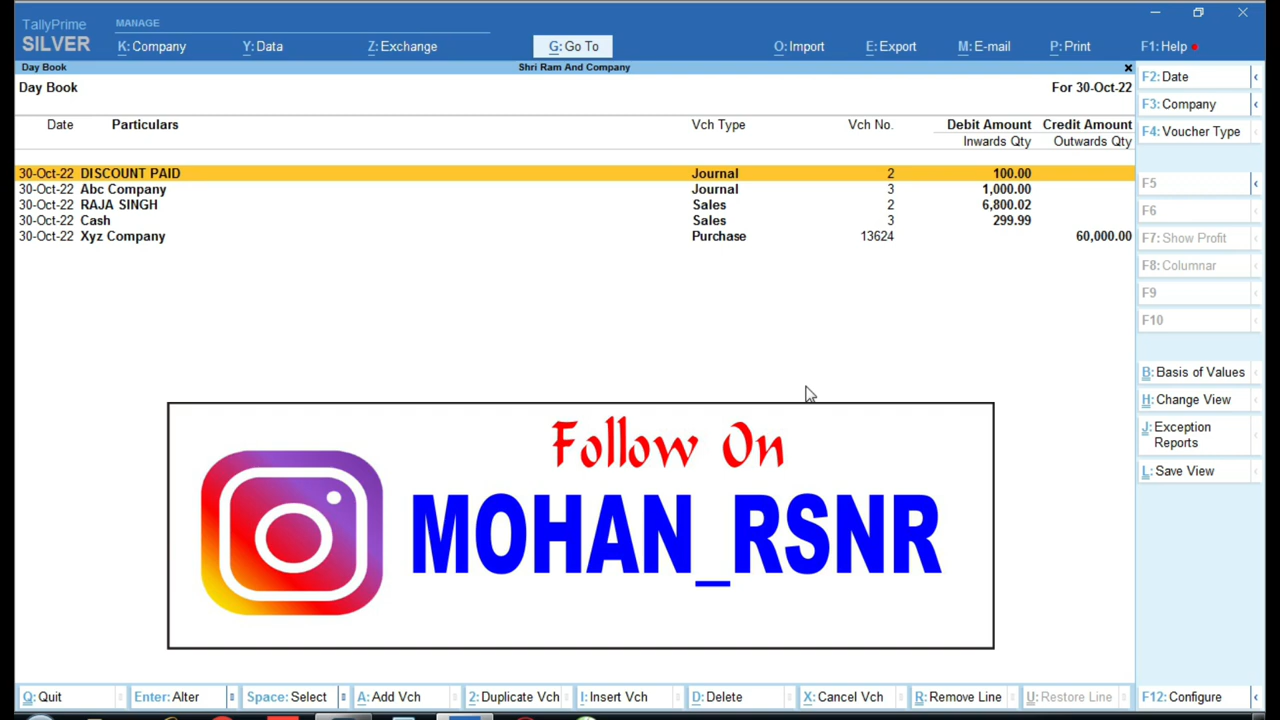 TallyPrime
SILVER
MANAGE
K: Company Y: Data Z: Exchange G: Go To O: Import E: Export M: E-mail P: Print F1: Help
Day Book Shri Ram And Company
Day Book For 30-Oct-22
Date Particulars Vch Type Vch No. Debit Amount Credit Amount
Inwards Qty Outwards Qty
30-Oct-22 DISCOUNT PAID Journal 2 100.00
30-Oct-22 Abc Company Journal 3 1,000.00
30-Oct-22 RAJA SINGH Sales 2 6,800.02
30-Oct-22 Cash Sales 3 299.99
30-Oct-22 Xyz Company Purchase 13624 60,000.00
Follow On
MOHAN_RSNR
F2: Date
F3: Company
F4: Voucher Type
F5
F6
F7: Show Profit
F8: Columnar
F9
F10
B: Basis of Values
H: Change View
J: Exception
Reports
L: Save View
Q: Quit Enter: Alter Space: Select A: Add Vch 2: Duplicate Vch I: Insert Vch D: Delete X: Cancel Vch R: Remove Line U: Restore Line F12: Configure